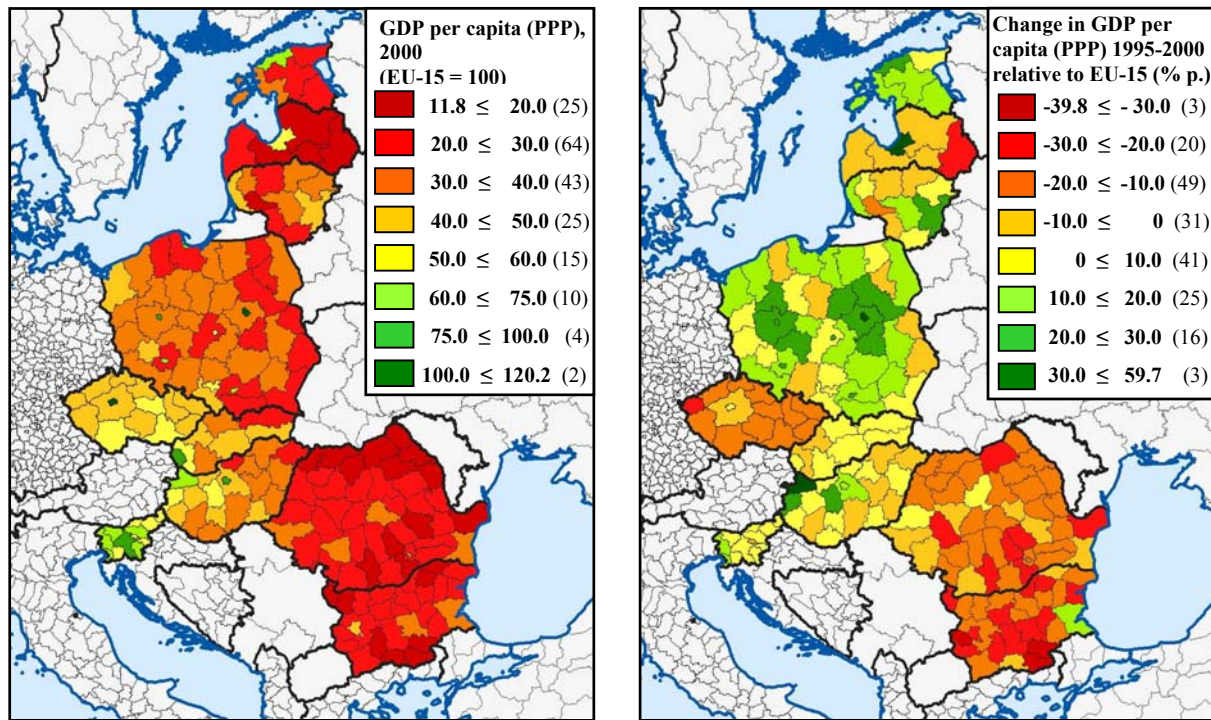 GDP per capita (PPP),
2000
(EU-15 = 100)
11.8 ≤ 20.0 (25)
20.0 ≤ 30.0 (64)
30.0 ≤ 40.0 (43)
40.0 ≤ 50.0 (25)
50.0 ≤ 60.0 (15)
60.0 ≤ 75.0 (10)
75.0 ≤ 100.0 (4)
100.0 ≤ 120.2 (2)
Change in GDP per
capita (PPP) 1995-2000
relative to EU-15 (% p.)
-39.8 ≤ - 30.0 (3)
-30.0 ≤ -20.0 (20)
-20.0 ≤ -10.0 (49)
-10.0 ≤ 0 (31)
0 ≤ 10.0 (41)
10.0 ≤ 20.0 (25)
20.0 ≤ 30.0 (16)
30.0 ≤ 59.7 (3)